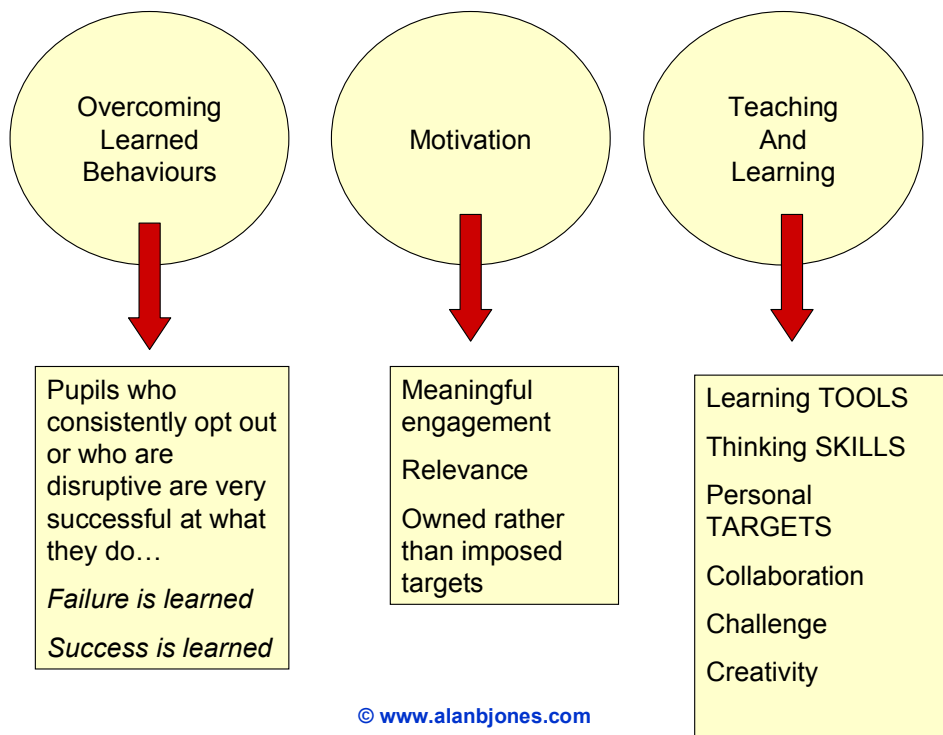 Overcoming
Learned
Behaviours
Motivation
Teaching
And
Learning
Pupils who
consistently opt out
or who are
disruptive are very
successful at what
they do…
Failure is learned
Success is learned
Meaningful
engagement
Relevance
Owned rather
than imposed
targets
Learning TOOLS
Thinking SKILLS
Personal
TARGETS
Collaboration
Challenge
Creativity
© www.alanbjones.com